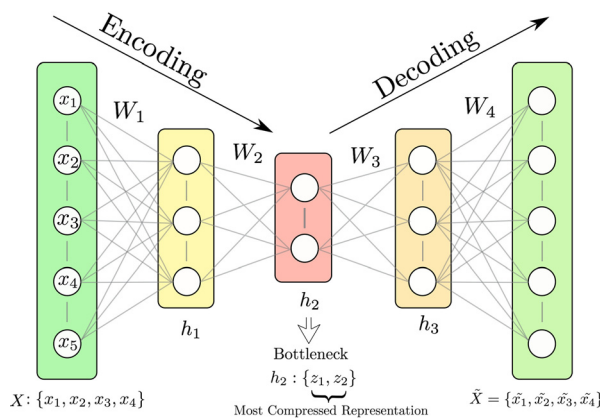 Encoding
Decoding
W₁
W₂
W₃
W₄
x₁
x₂
x₃
x₄
x₅
h₁
h₂
h₃
Bottleneck
h₂ : {z₁, z₂}
Most Compressed Representation
X: {x₁, x₂, x₃, x₄}
X̃ = {x̃₁, x̃₂, x̃₃, x̃₄}